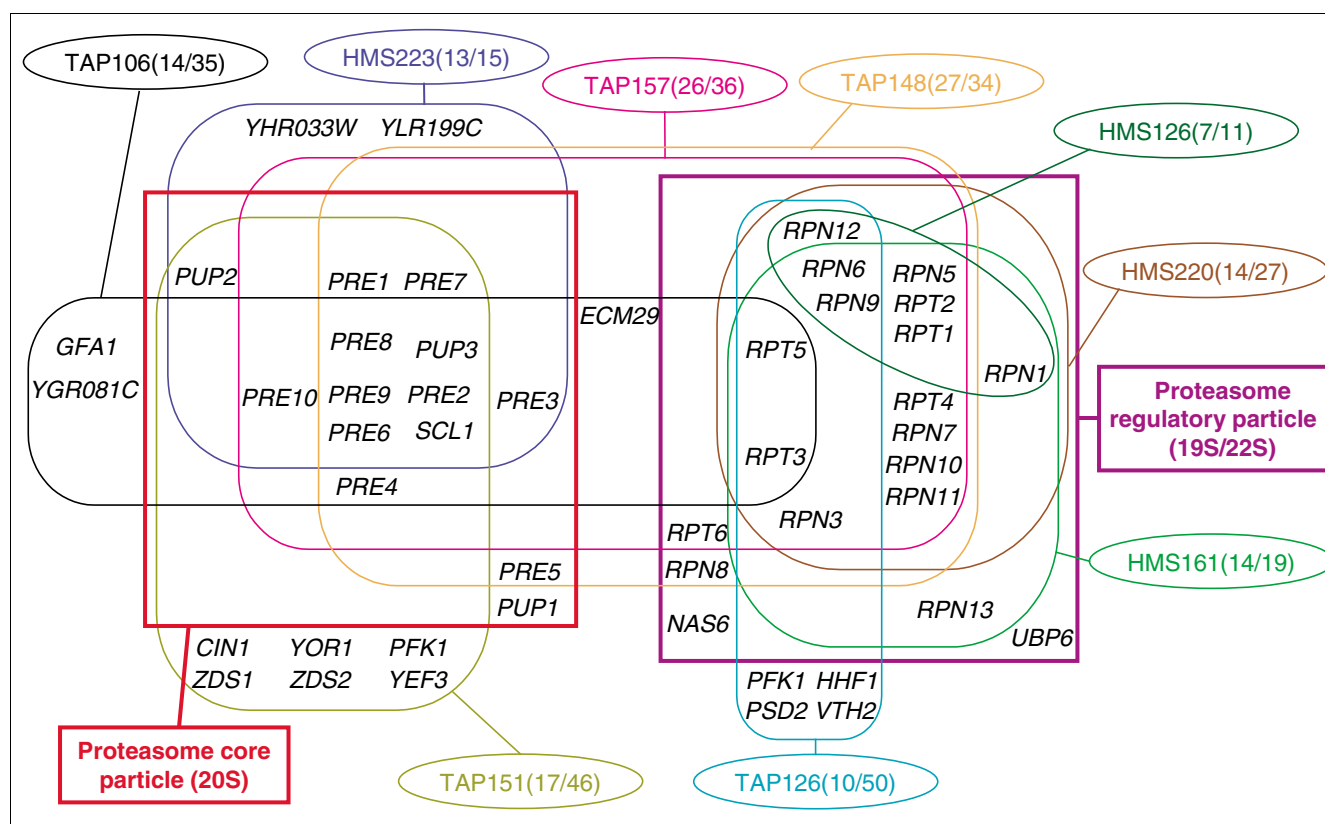 TAP106(14/35)
HMS223(13/15)
TAP157(26/36)
TAP148(27/34)
HMS126(7/11)
YHR033W YLR199C
RPN12
PUP2
PRE1 PRE7
RPN6
RPN9
RPN5
RPT2
RPT1
HMS220(14/27)
ECM29
GFA1
YGR081C
PRE8
PUP3
RPT5
RPN1
PRE10
PRE9 PRE2
PRE3
PRE6
SCL1
RPT4
RPN7
RPN10
RPN11
Proteasome
regulatory particle
(19S/22S)
RPT3
PRE4
RPN3
RPT6
PRE5
RPN8
HMS161(14/19)
PUP1
NAS6
RPN13
UBP6
CIN1 YOR1 PFK1
ZDS1 ZDS2 YEF3
PFK1 HHF1
PSD2 VTH2
Proteasome core
particle (20S)
TAP151(17/46)
TAP126(10/50)